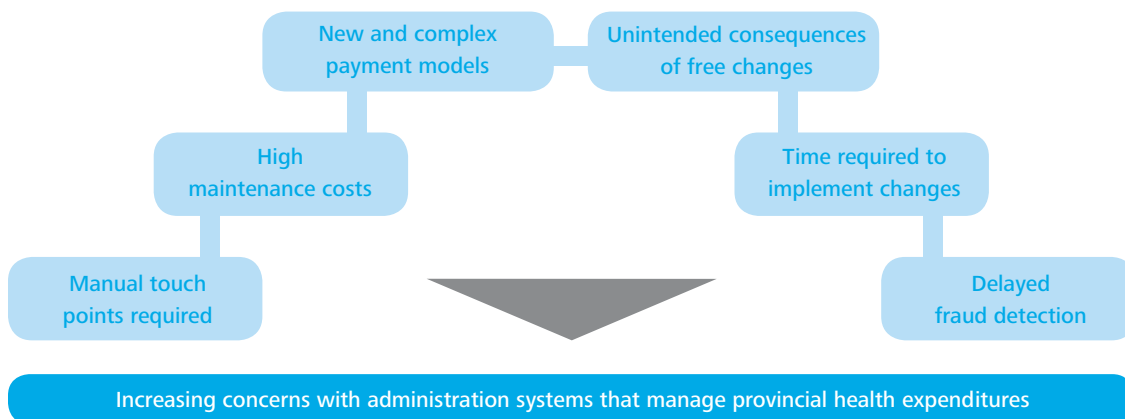 New and complex
payment models
Unintended consequences
of free changes
High
maintenance costs
Time required to
implement changes
Manual touch
points required
Delayed
fraud detection
Increasing concerns with administration systems that manage provincial health expenditures